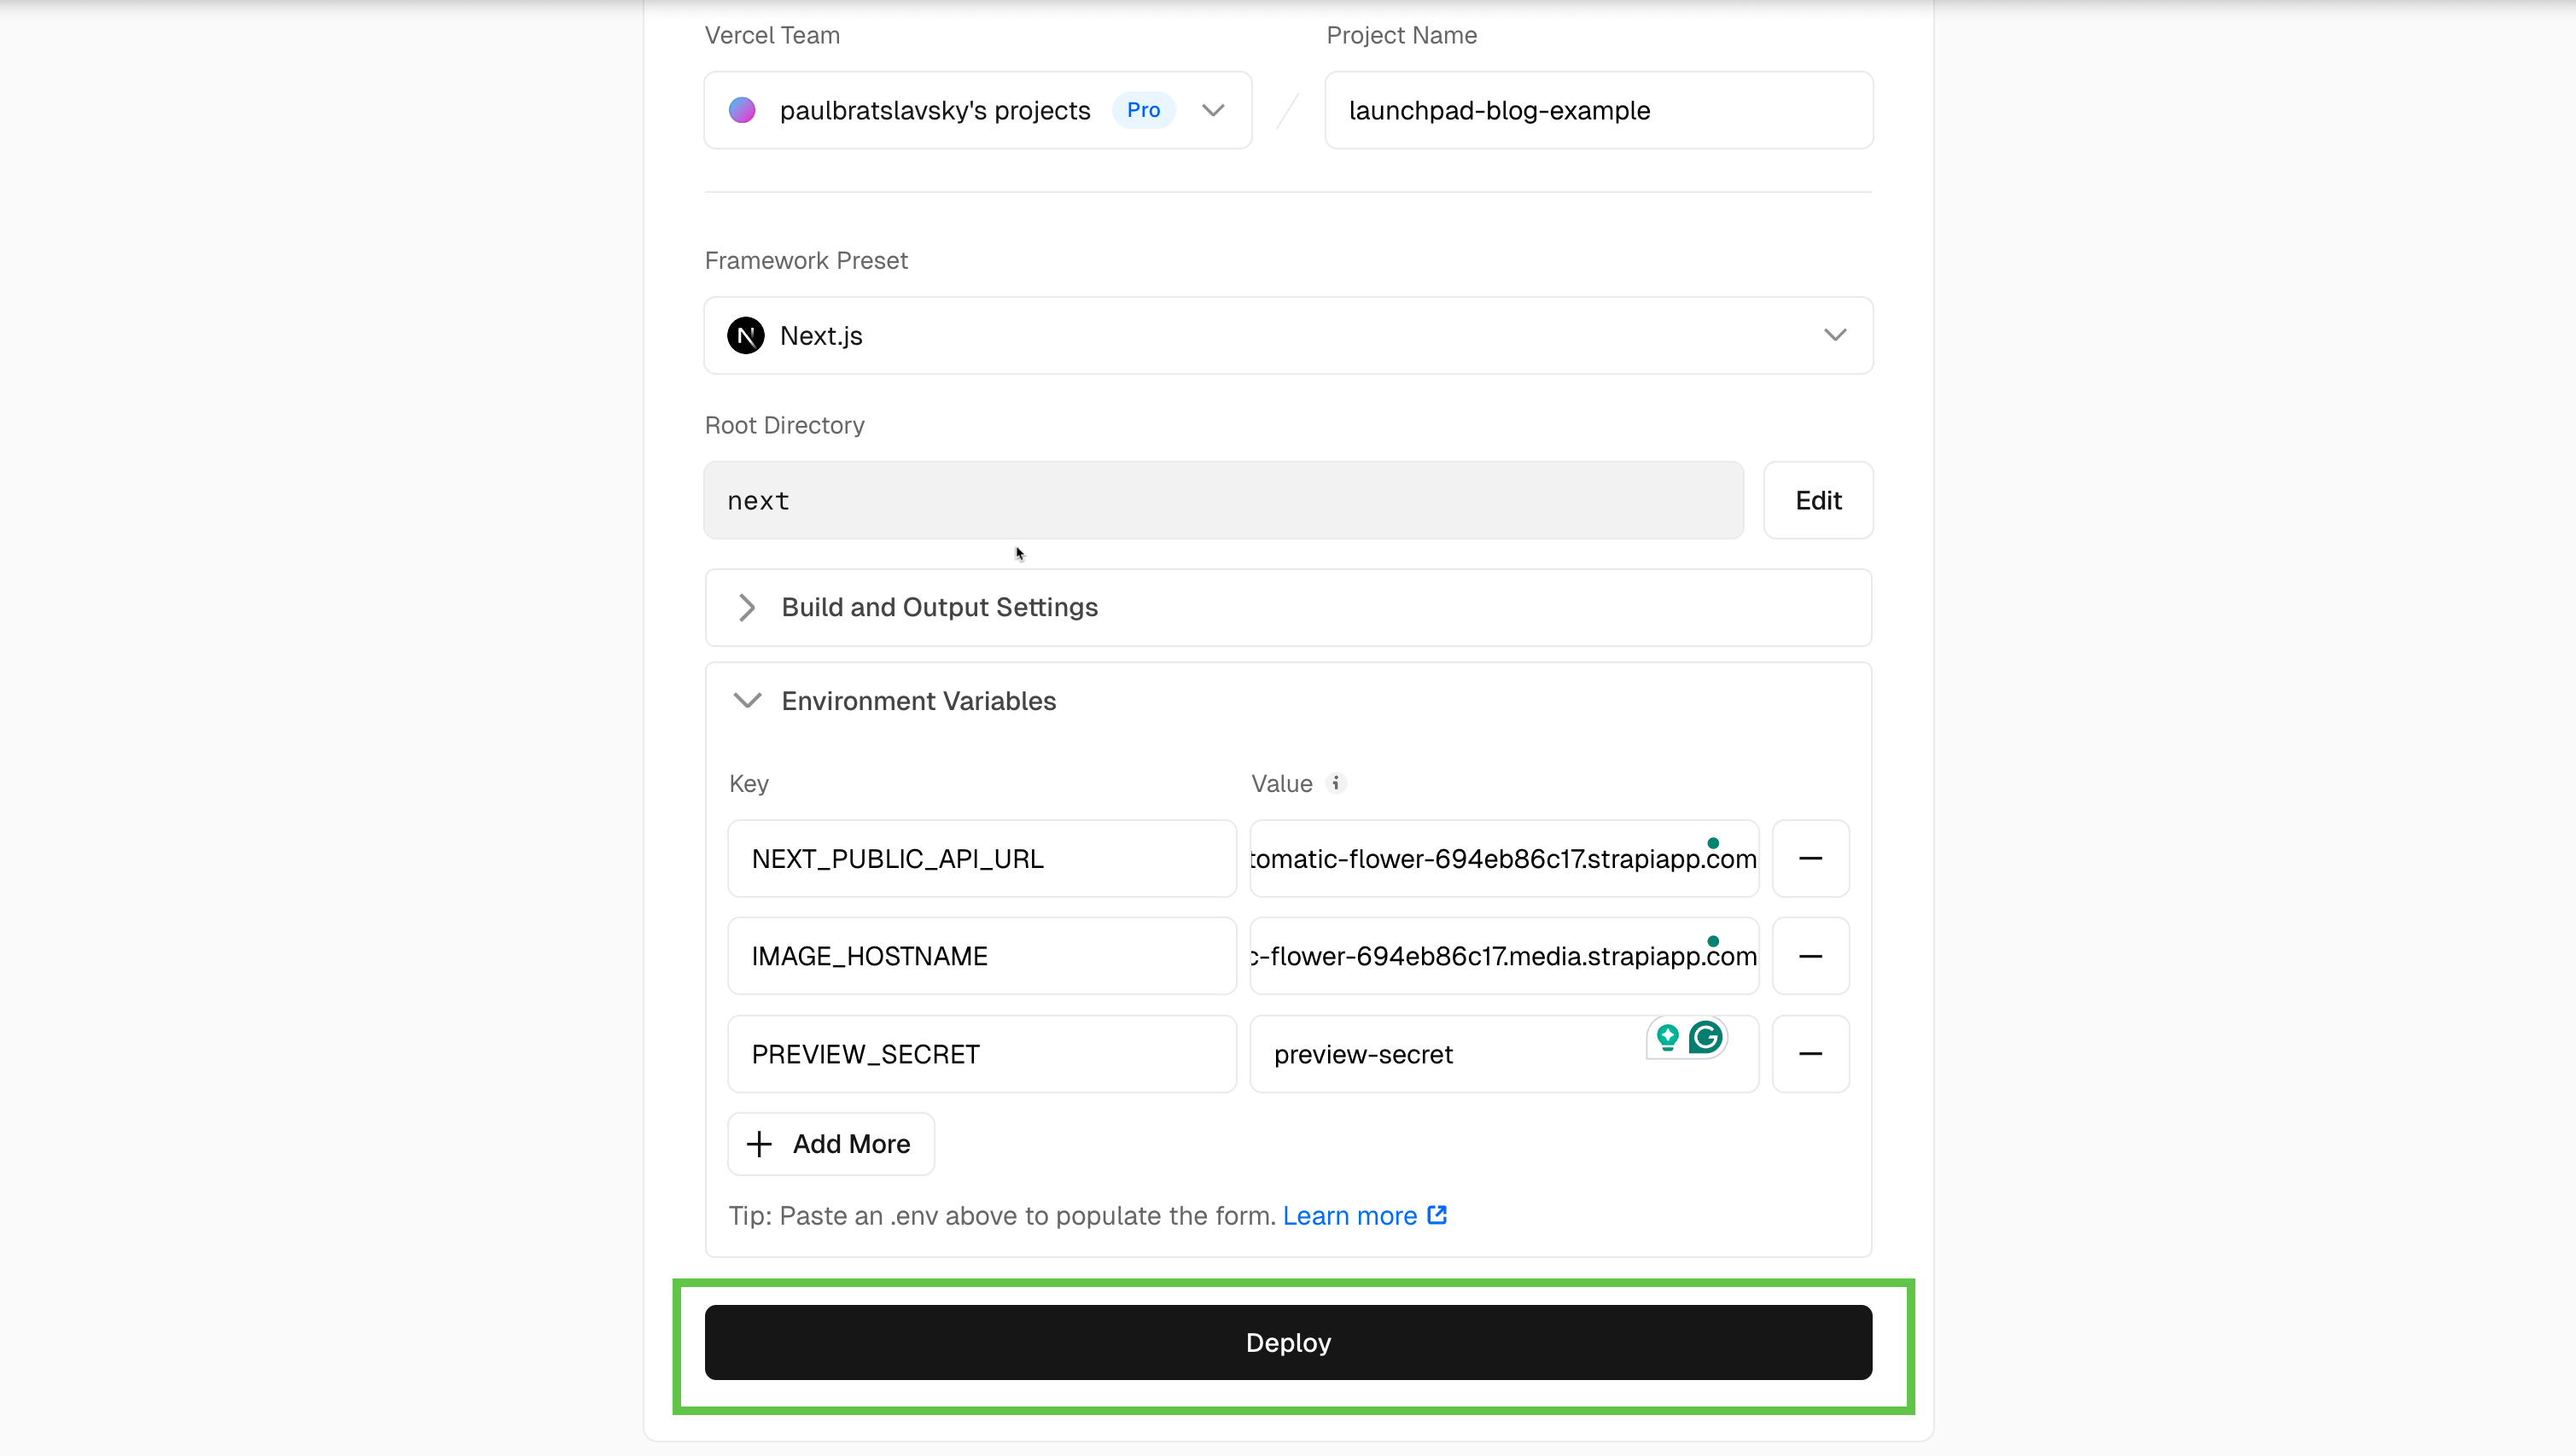 Vercel Team
Project Name
paulbratslavsky's projects Pro
launchpad-blog-example
Framework Preset
N Next.js
Root Directory
next
Edit
Build and Output Settings
Environment Variables
Key
Value i
NEXT_PUBLIC_API_URL
tomatic-flower-694eb86c17.strapiapp.com
IMAGE_HOSTNAME
c-flower-694eb86c17.media.strapiapp.com
PREVIEW_SECRET
preview-secret
G
Add More
Tip: Paste an .env above to populate the form. Learn more
Deploy